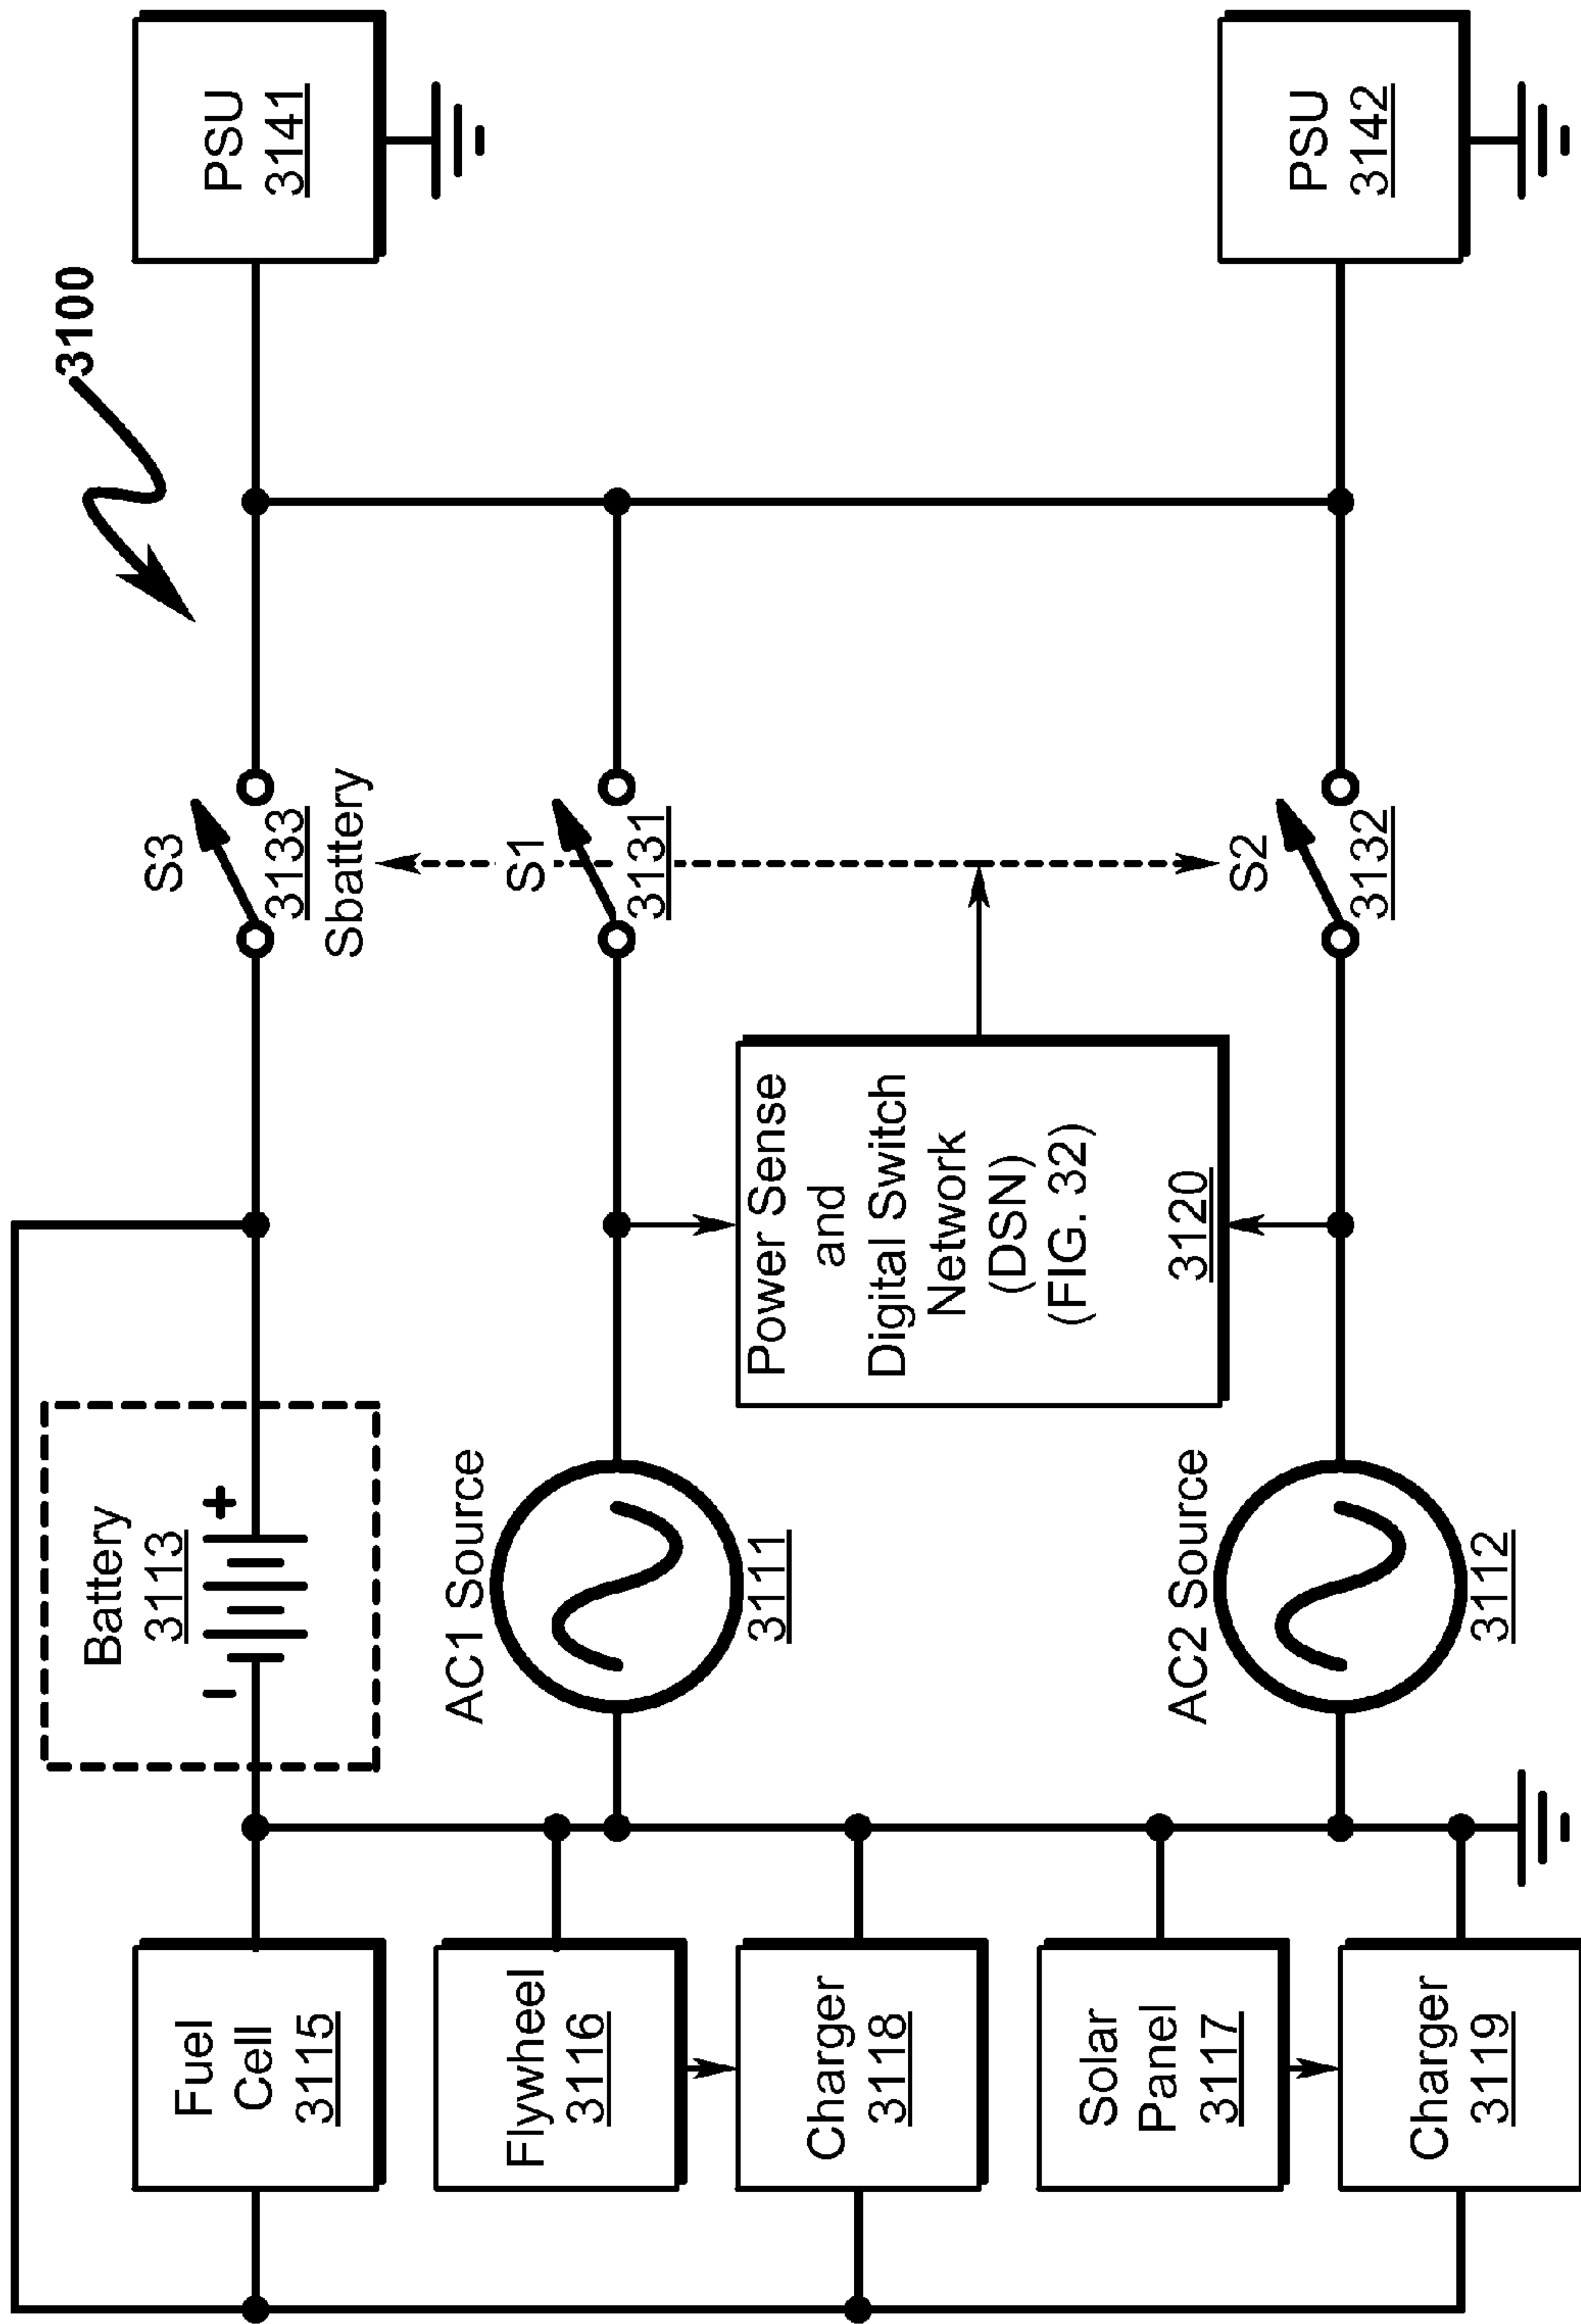 3100
Fuel
Cell
3115
Flywheel
3116
Charger
3118
Solar
Panel
3117
Charger
3119
Battery
3113
–
+
AC1 Source
3111
AC2 Source
3112
Power Sense
and
Digital Switch
Network
(DSN)
(FIG. 32)
3120
S3
3133
Sbattery
S1
3131
S2
3132
PSU
3141
PSU
3142